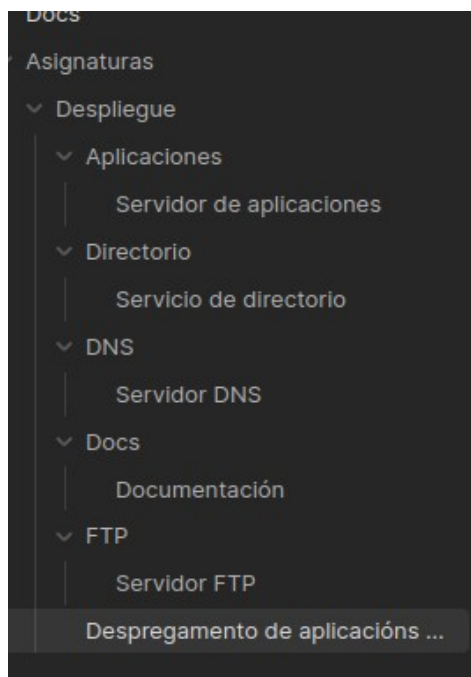 Docs
Asignaturas
Despliegue
Aplicaciones
Servidor de aplicaciones
Directorio
Servicio de directorio
DNS
Servidor DNS
Docs
Documentación
FTP
Servidor FTP
Despregamento de aplicacións ...